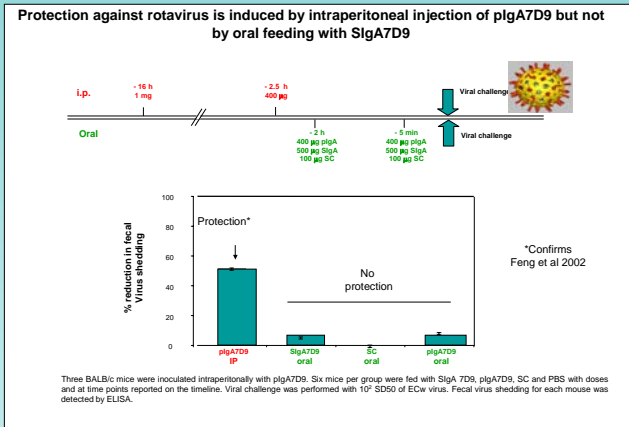 Protection against rotavirus is induced by intraperitoneal injection of pIgA7D9 but not
by oral feeding with SIgA7D9
i.p.
- 16 h
1 mg
- 2.5 h
400 µg
Viral challenge
Oral
- 2 h
400 µg pIgA
500 µg SIgA
100 µg SC
- 5 min
400 µg pIgA
500 µg SIgA
100 µg SC
Viral challenge
% reduction in fecal
Virus shedding
100
80
60
40
20
0
Protection*
No
protection
*Confirms
Feng et al 2002
pIgA7D9
IP
SIgA7D9
oral
SC
oral
pIgA7D9
oral
Three BALB/c mice were inoculated intraperitonally with pIgA7D9. Six mice per group were fed with SIgA 7D9, pIgA7D9, SC and PBS with doses
and at time points reported on the timeline. Viral challenge was performed with 10² SD50 of ECw virus. Fecal virus shedding for each mouse was
detected by ELISA.